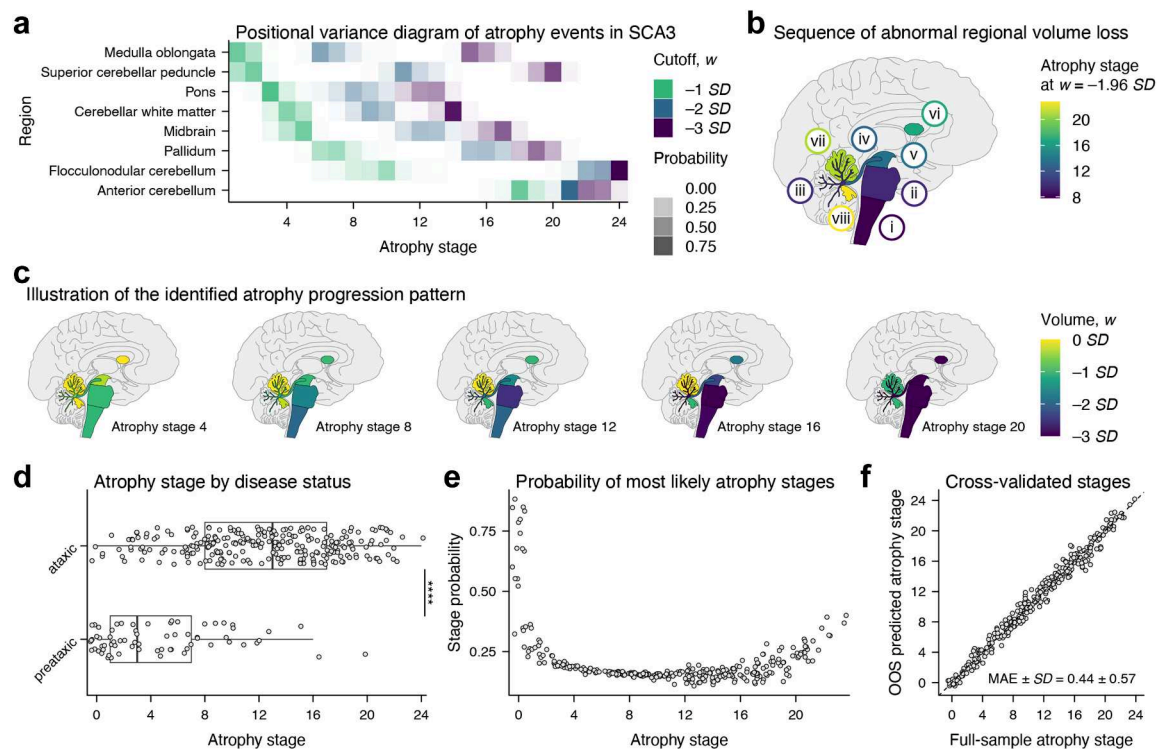 a
Positional variance diagram of atrophy events in SCA3
Region
Medulla oblongata
Superior cerebellar peduncle
Pons
Cerebellar white matter
Midbrain
Pallidum
Flocculonodular cerebellum
Anterior cerebellum
4 8 12 16 20 24
Atrophy stage
Cutoff, w
−1 SD
−2 SD
−3 SD
Probability
0.00
0.25
0.50
0.75
b
Sequence of abnormal regional volume loss
vi
vii
iv
v
iii
ii
viii
i
Atrophy stage
at w = −1.96 SD
20
16
12
8
c
Illustration of the identified atrophy progression pattern
Atrophy stage 4
Atrophy stage 8
Atrophy stage 12
Atrophy stage 16
Atrophy stage 20
Volume, w
0 SD
−1 SD
−2 SD
−3 SD
d
Atrophy stage by disease status
ataxic
preataxic
****
0 4 8 12 16 20 24
Atrophy stage
e
Probability of most likely atrophy stages
Stage probability
0.75
0.50
0.25
0 4 8 12 16 20
Atrophy stage
f
Cross-validated stages
OOS predicted atrophy stage
24
20
16
12
8
4
0
MAE ± SD = 0.44 ± 0.57
0 4 8 12 16 20 24
Full-sample atrophy stage